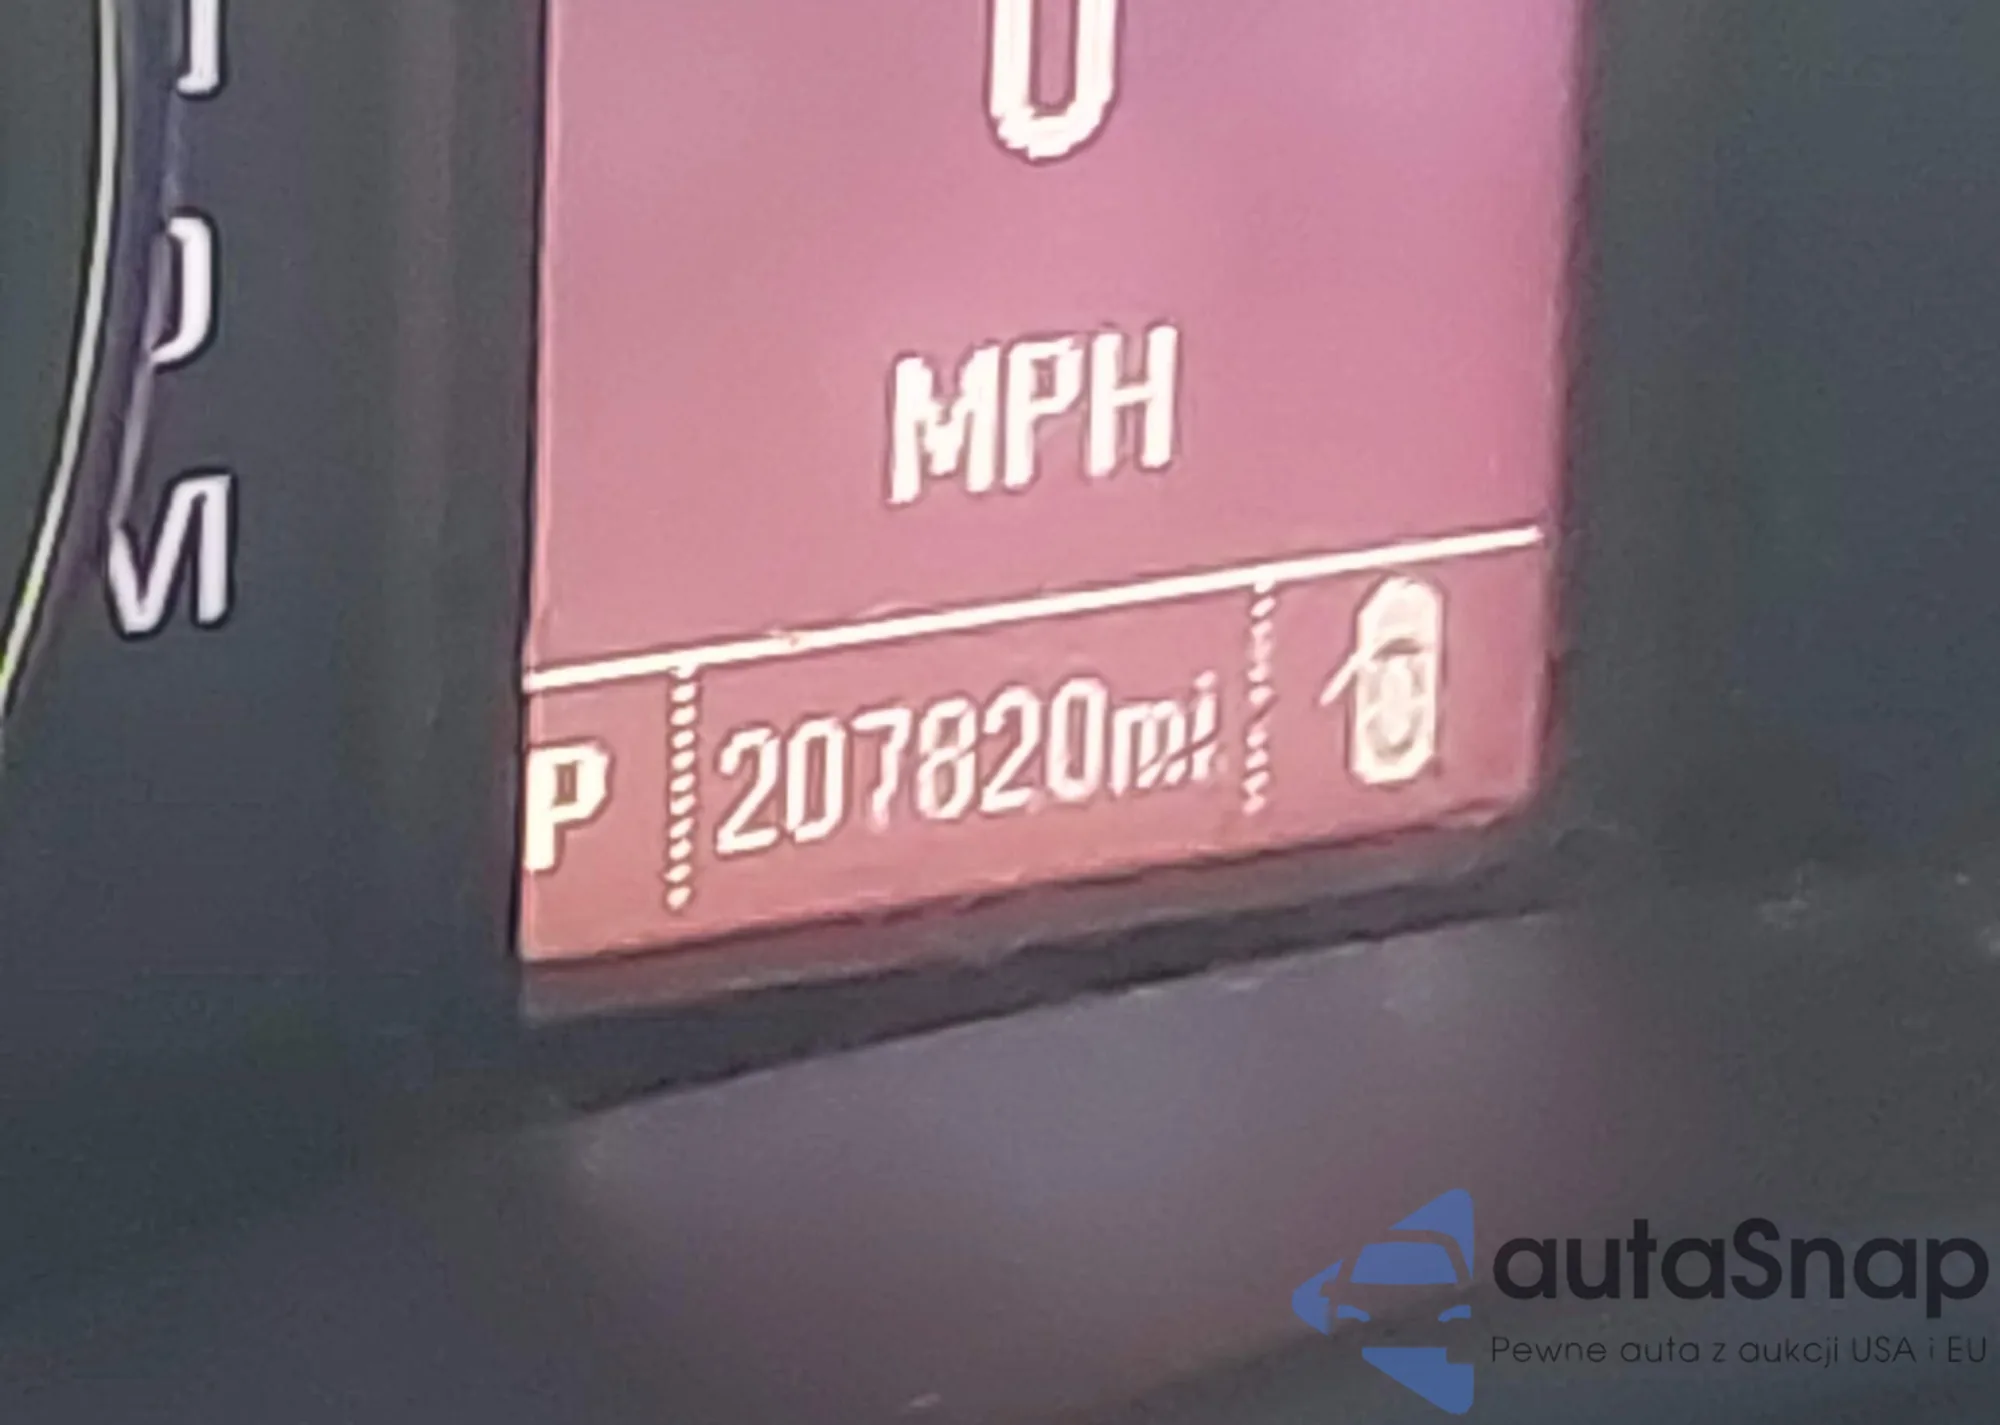 0
MPH
P 207820mi
autaSnap
Pewne auta z aukcji USA i EU